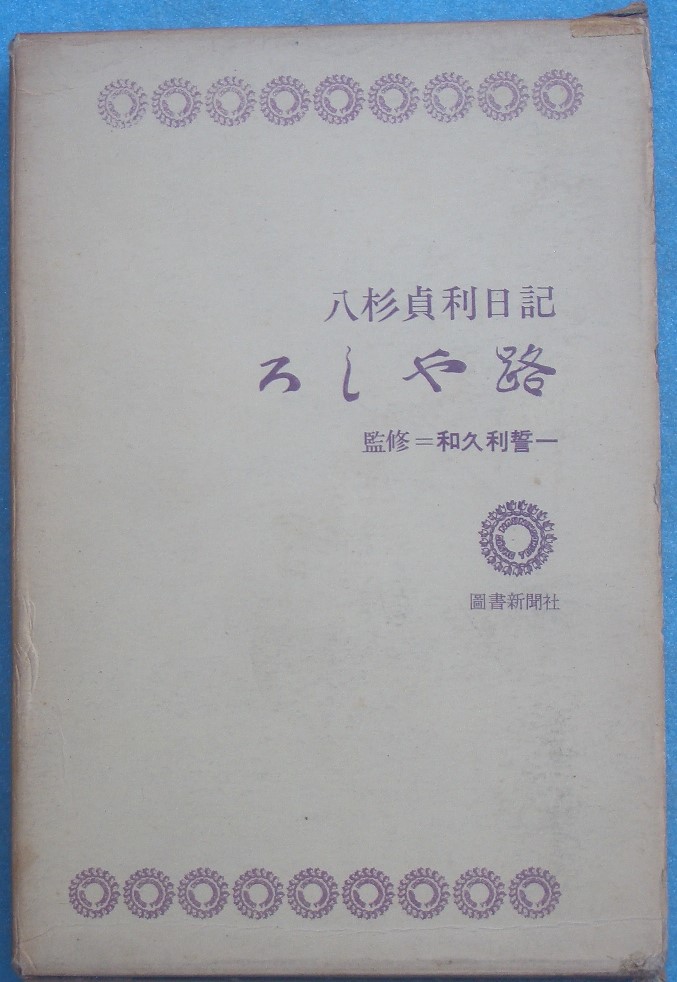 八杉貞利日記
ろしや路
監修＝和久利誓一
圖書新聞社